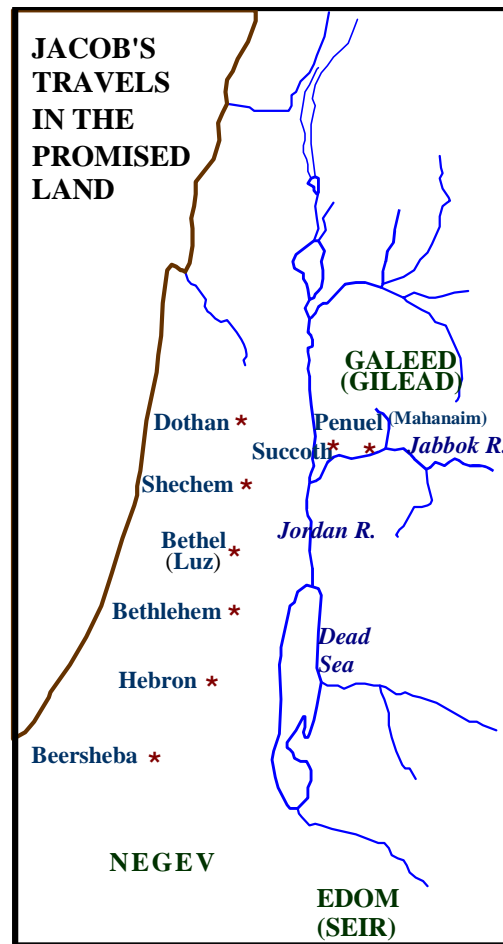 JACOB'S
TRAVELS
IN THE
PROMISED
LAND
GALEED
(GILEAD)
Dothan
Penuel (Mahanaim)
Succoth
Jabbok R.
Shechem
Jordan R.
Bethel
(Luz)
Bethlehem
Dead
Sea
Hebron
Beersheba
NEGEV
EDOM
(SEIR)